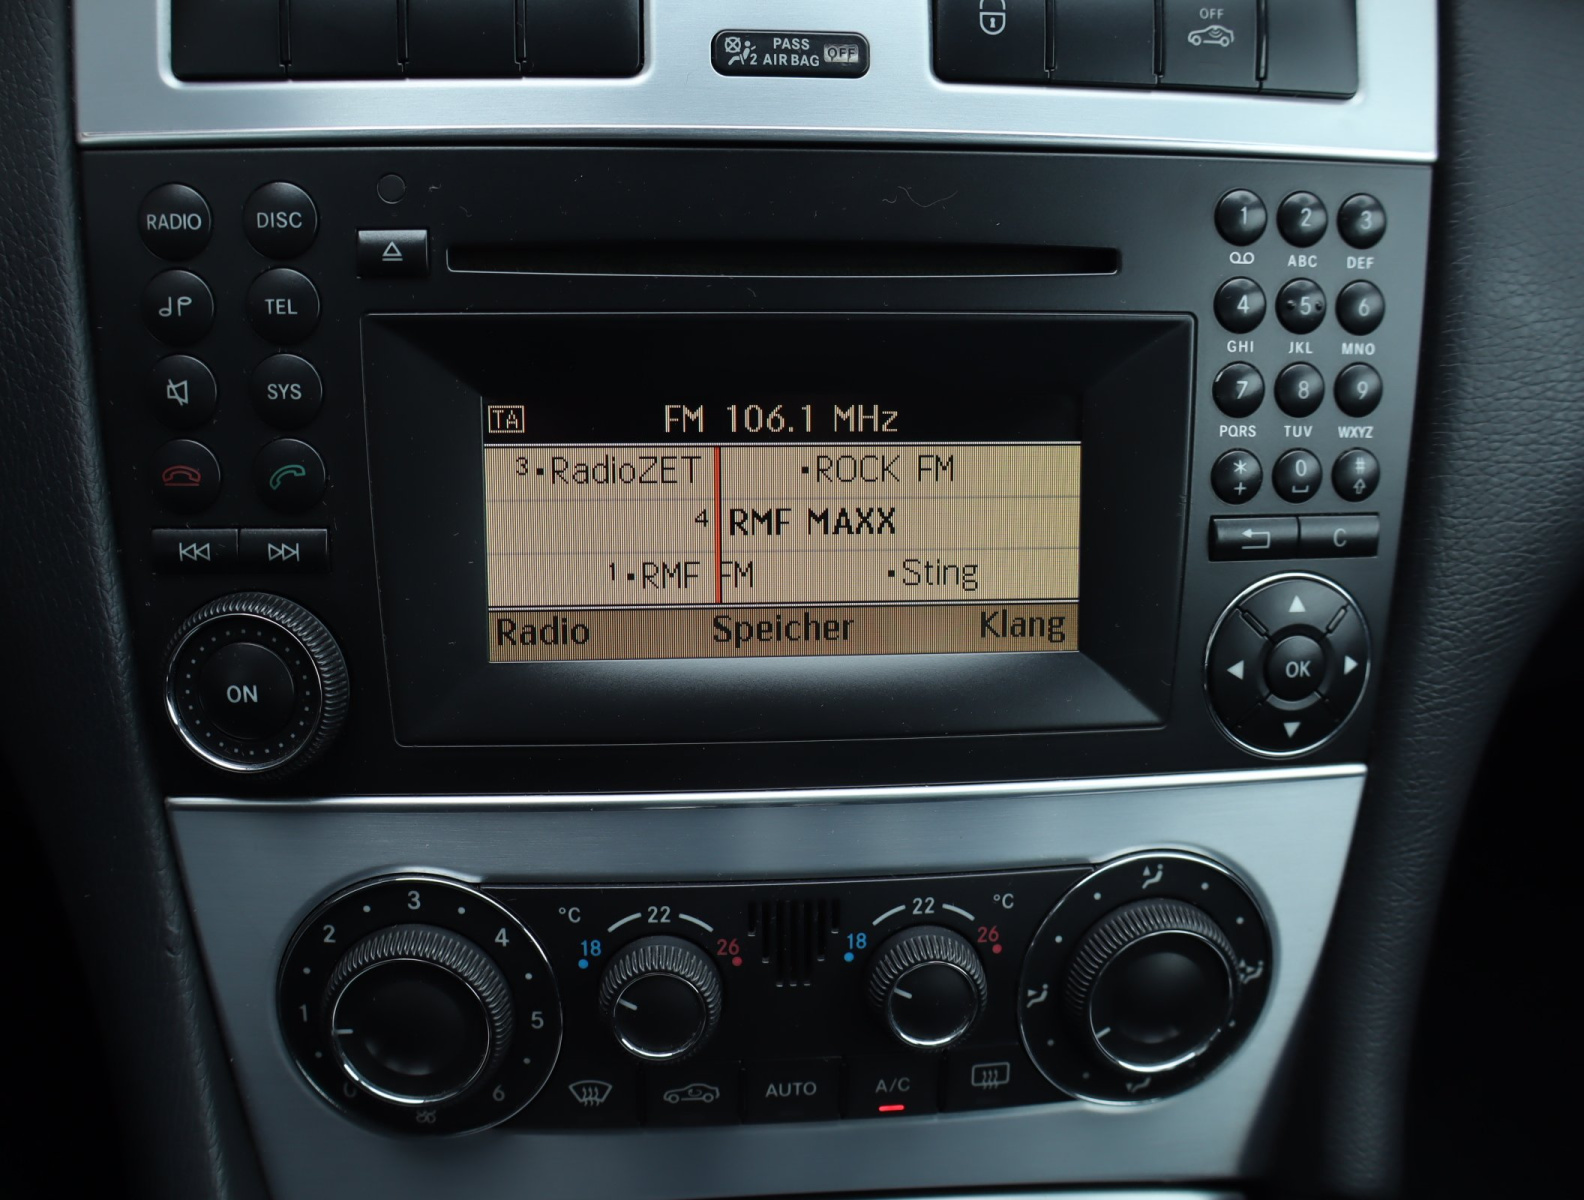 OFF
PASS
2 AIR BAG OFF
RADIO DISC
TEL
SYS
ON
1 2 3
ABC DEF
4 5 6
GHI JKL MNO
7 8 9
PQRS TUV WXYZ
* 0 #
+
C
OK
TA FM 106.1 MHz
3 RadioZET ROCK FM
4 RMF MAXX
1 RMF FM Sting
Radio Speicher Klang
0 1 2 3 4 5 6
°C 18 22 26
18 22 26 °C
AUTO A/C